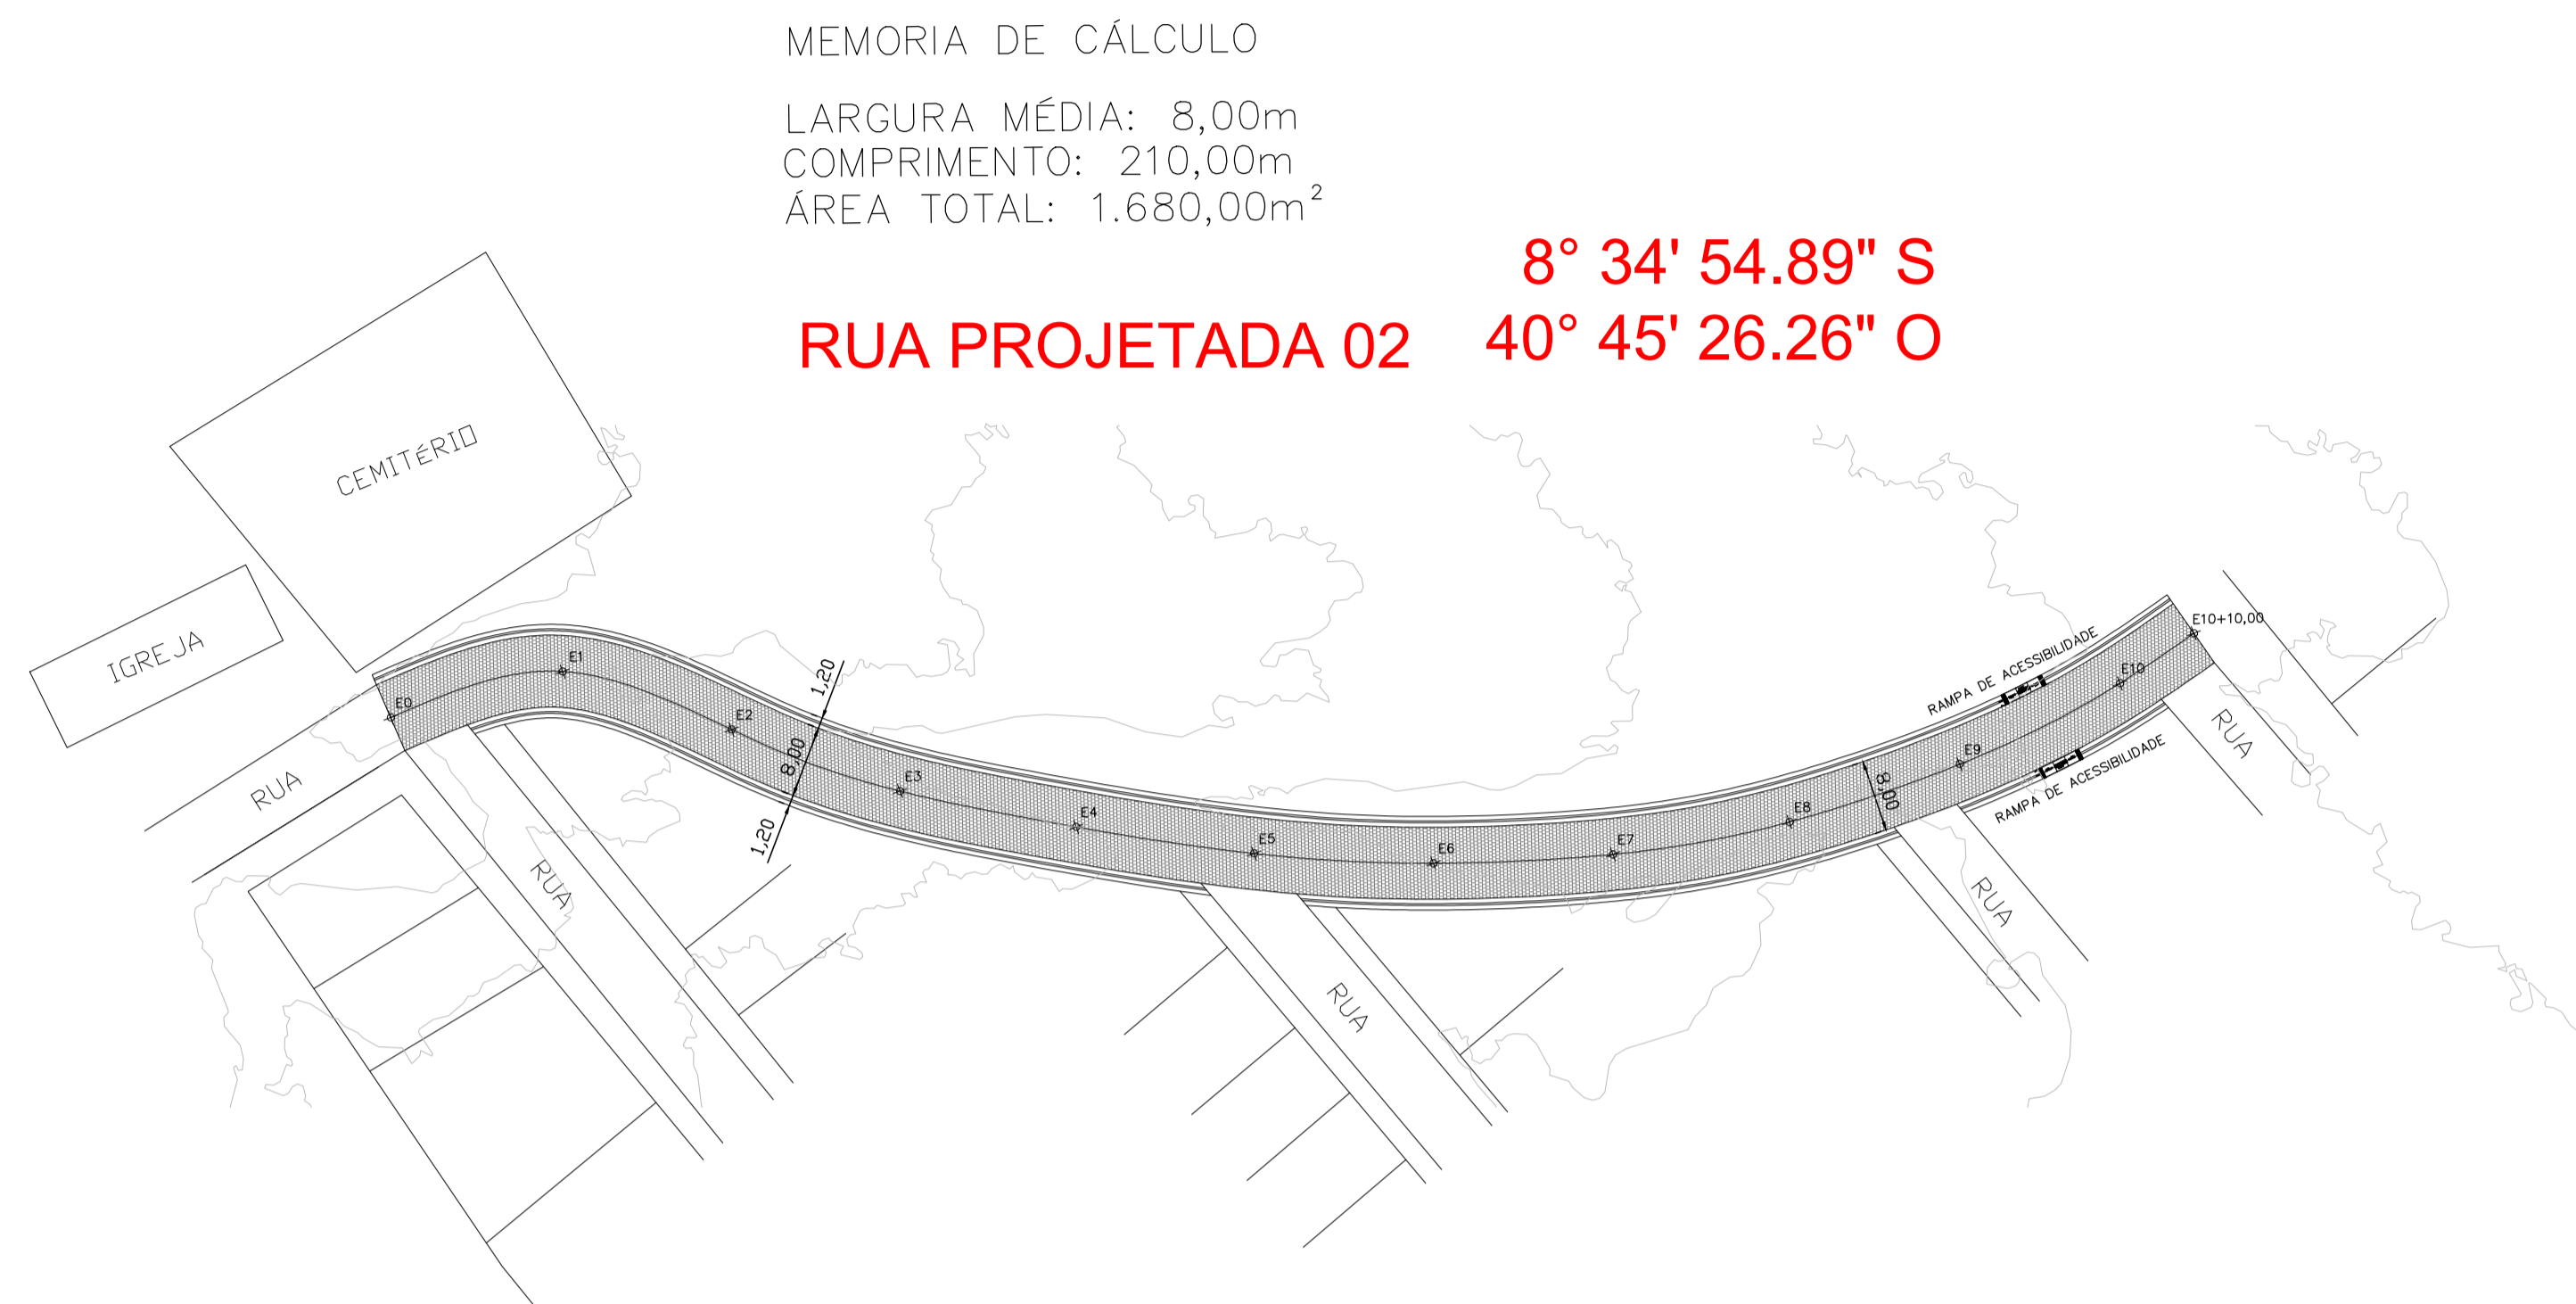 MEMORIA DE CÁLCULO
LARGURA MÉDIA: 8,00m
COMPRIMENTO: 210,00m
ÁREA TOTAL: 1.680,00m²
8° 34' 54.89" S
RUA PROJETADA 02
40° 45' 26.26" O
CEMITéRIO
IGREJA
RUA
E0
E1
E2
1,20
8,00
1,20
E3
E4
E5
E6
E7
E8
8,00
E9
E10
E10+10,00
RAMPA DE ACESSIBILIDADE
RAMPA DE ACESSIBILIDADE
RUA
RUA
RUA
RUA